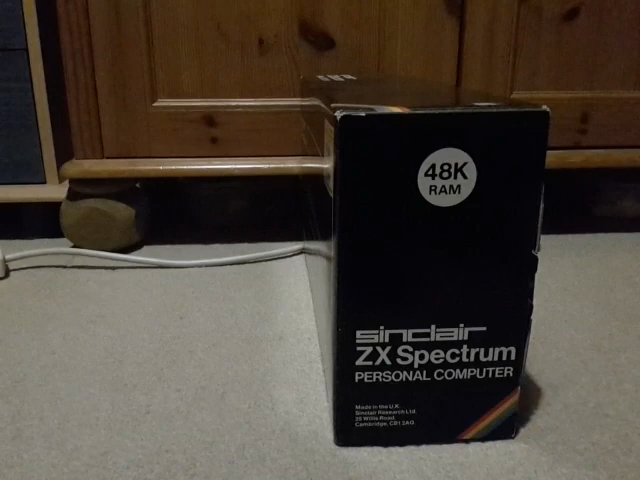 48K
RAM
sinclair
ZX Spectrum
PERSONAL COMPUTER
Made in the U.K.
Sinclair Research Ltd.
25 Willis Road,
Cambridge, CB1 2AQ